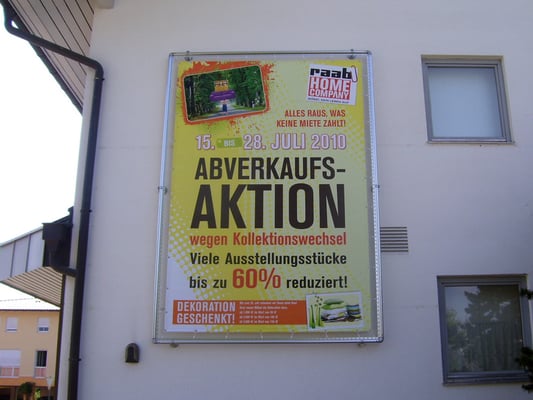 raab
HOME
COMPANY
ALLES RAUS, WAS
KEINE MIETE ZAHLT!
15. BIS 28. JULI 2010
ABVERKAUFS-
AKTION
wegen Kollektionswechsel
Viele Ausstellungsstücke
bis zu 60% reduziert!
DEKORATION
GESCHENKT!